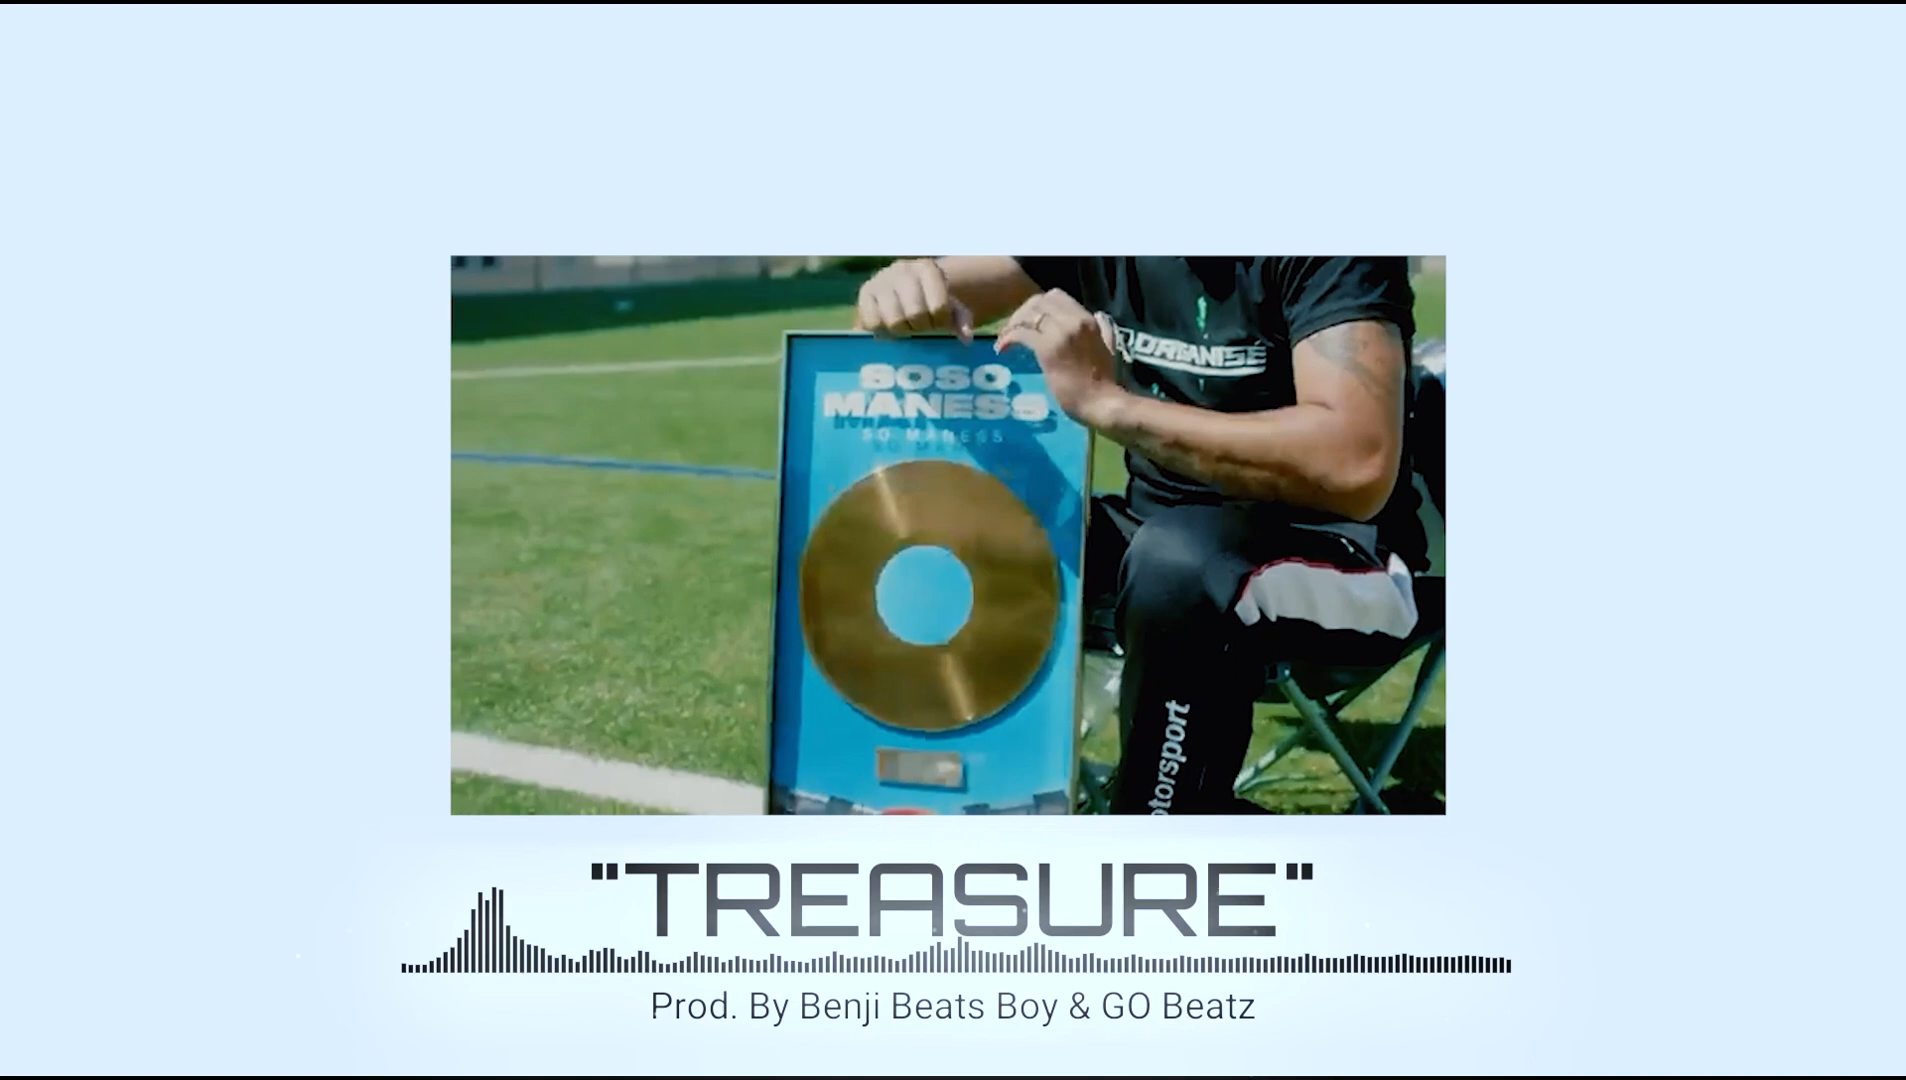 SOSO
MANESS
SO MANESS
ORGANISÉ
otorsport
"TREASURE"
Prod. By Benji Beats Boy & GO Beatz